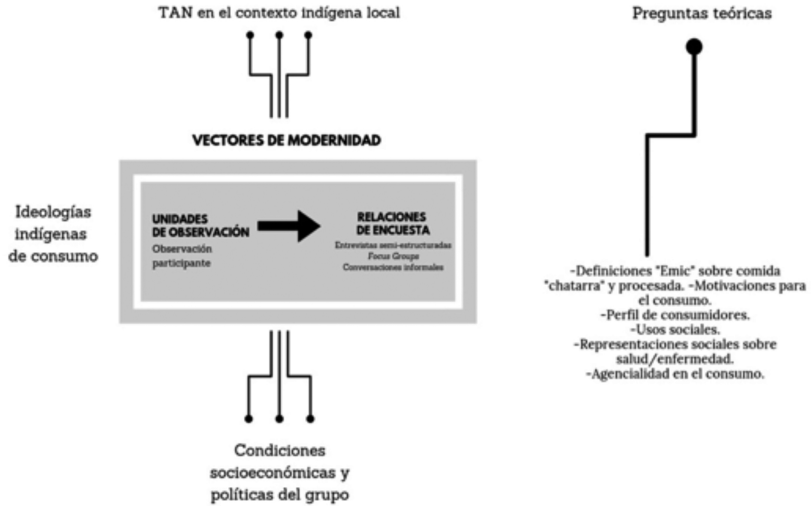 TAN en el contexto indígena local
VECTORES DE MODERNIDAD
Ideologías
indígenas
de consumo
UNIDADES
DE OBSERVACIÓN
Observación
participante
RELACIONES
DE ENCUESTA
Entrevistas semi-estructuradas
Focus Groups
Conversaciones informales
Condiciones
socioeconómicas y
políticas del grupo
Preguntas teóricas
-Definiciones "Emic" sobre comida
"chatarra" y procesada. -Motivaciones para
el consumo.
-Perfil de consumidores.
-Usos sociales.
-Representaciones sociales sobre
salud/enfermedad.
-Agencialidad en el consumo.